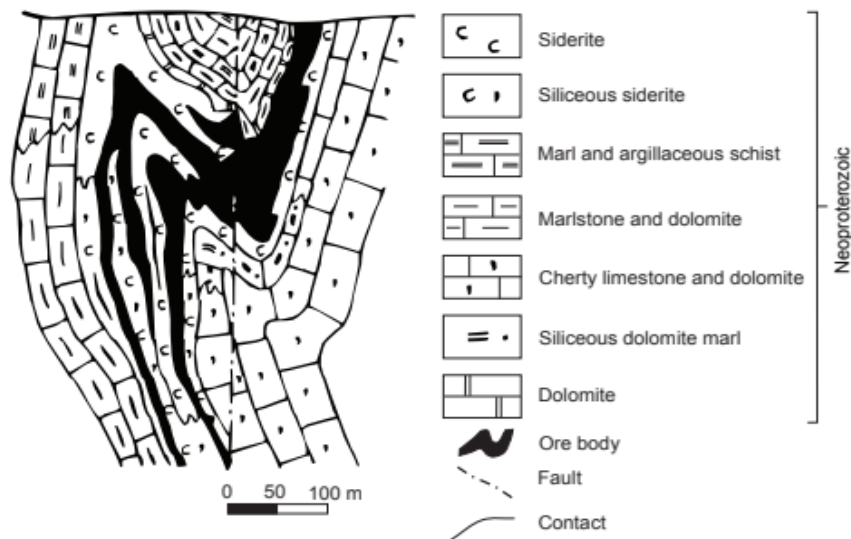 Siderite
Siliceous siderite
Marl and argillaceous schist
Marlstone and dolomite
Cherty limestone and dolomite
Siliceous dolomite marl
Dolomite
Ore body
Fault
Contact
Neoproterozoic
0 50 100 m